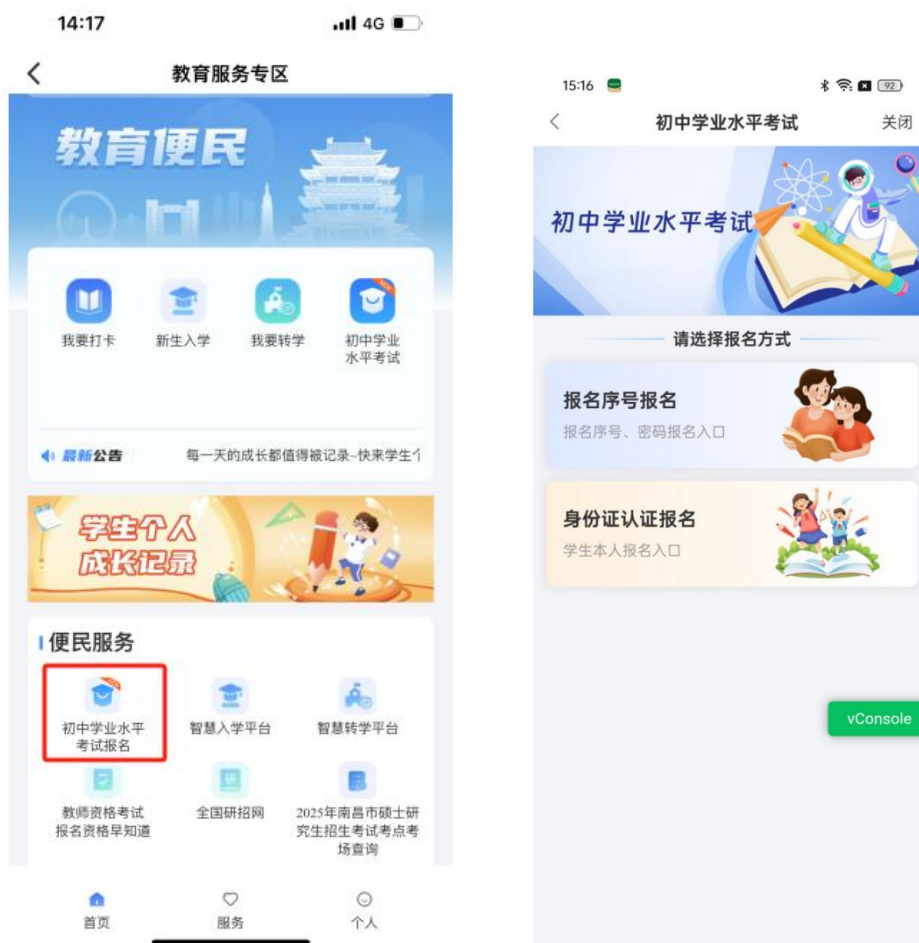 14:17
4G
教育服务专区
教育便民
我要打卡
新生入学
我要转学
初中学业
水平考试
最新公告
每一天的成长都值得被记录~快来学生
学生个人
成长记录
便民服务
初中学业水平
考试报名
智慧入学平台
智慧转学平台
教师资格考试
报名资格早知道
全国研招网
2025年南昌市硕士研
究生招生考试考点考
场查询
首页
服务
个人
15:16
92
初中学业水平考试
关闭
初中学业水平考试
请选择报名方式
报名序号报名
报名序号、密码报名入口
身份证认证报名
学生本人报名入口
vConsole